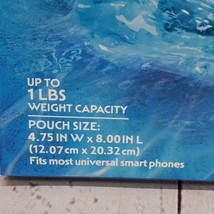 UP TO
1 LBS
WEIGHT CAPACITY
POUCH SIZE:
4.75 IN W x 8.00 IN L
(12.07 cm x 20.32 cm)
Fits most universal smart phones